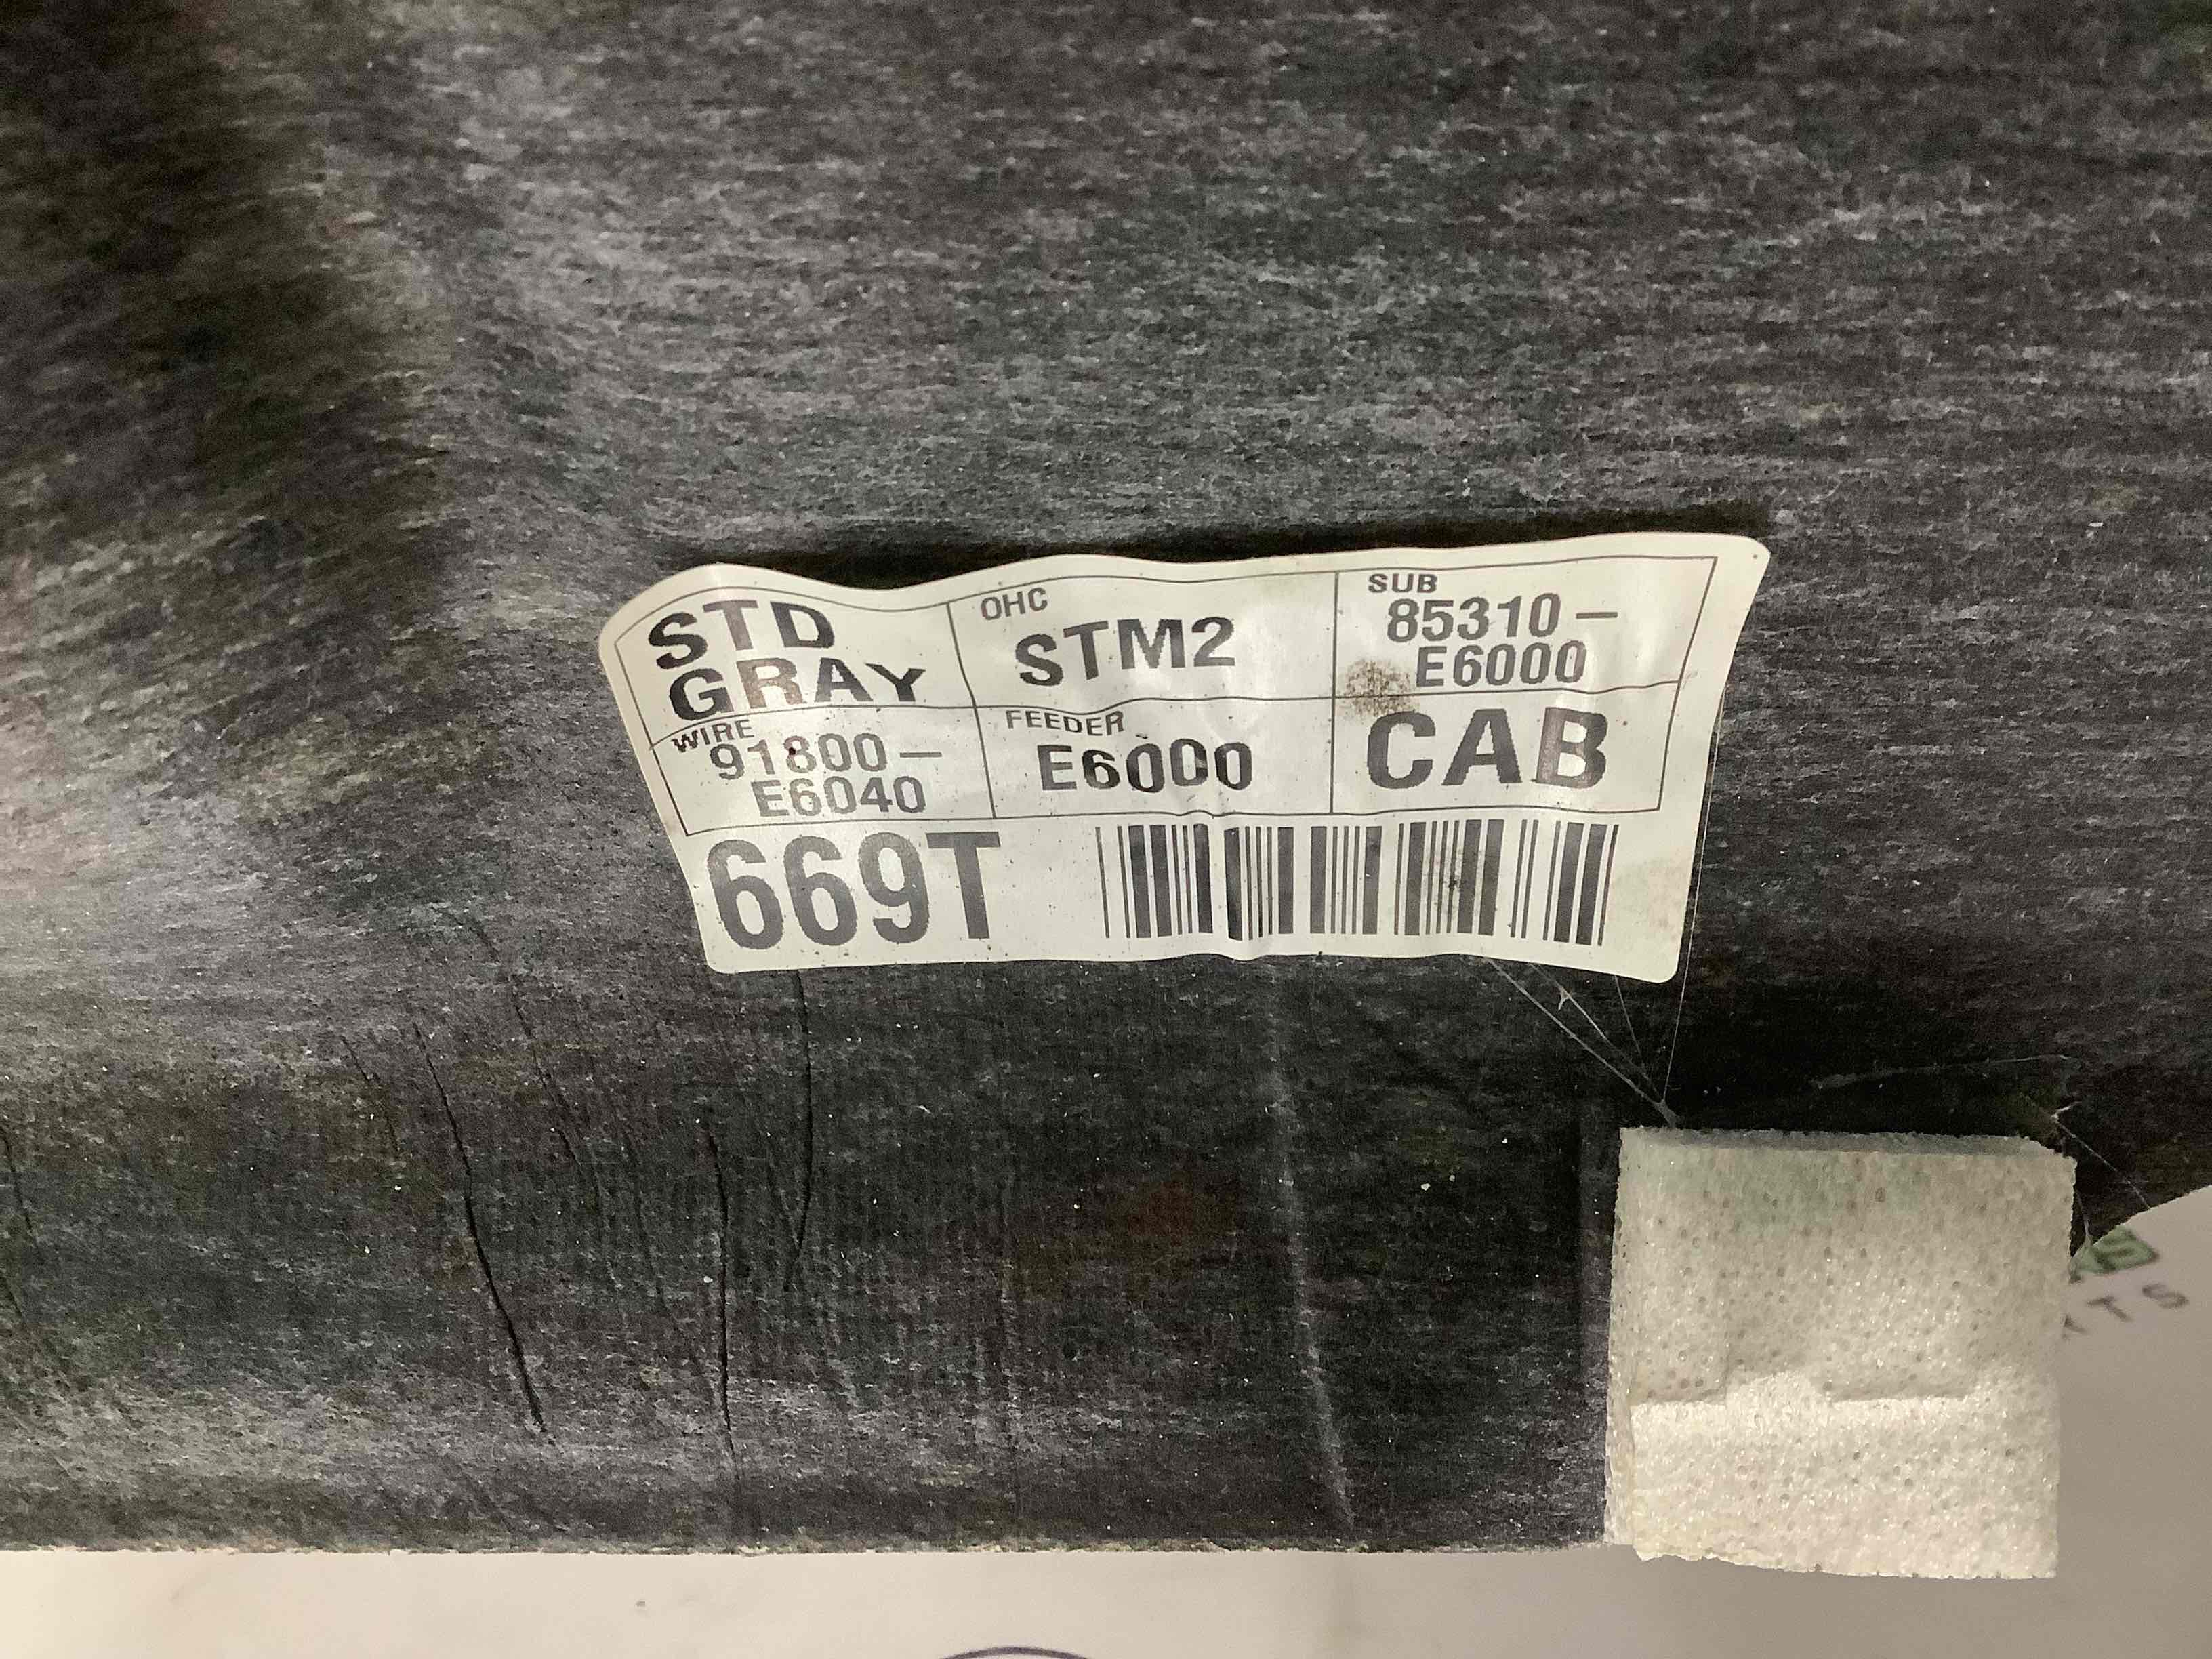 STD
GRAY
OHC
STM2
SUB
85310-
E6000
WIRE
91800-
E6040
FEEDER
E6000
CAB
669T